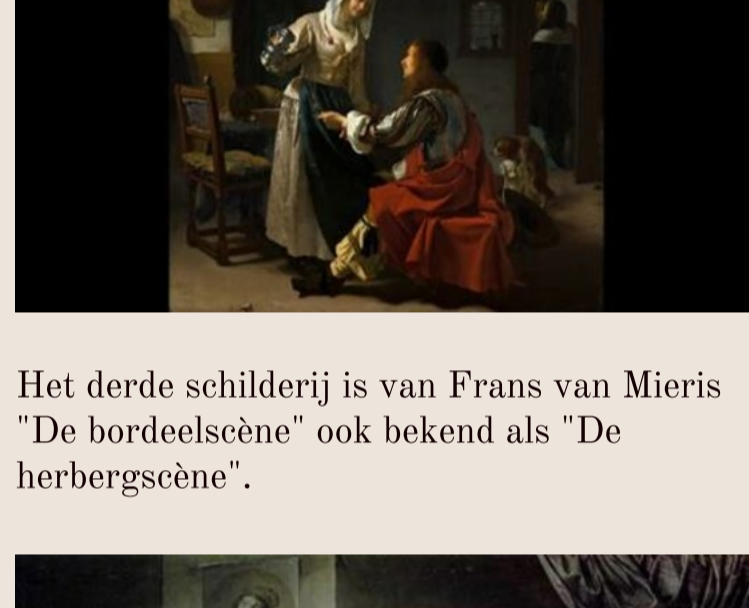 Het derde schilderij is van Frans van Mieris
"De bordeelscène" ook bekend als "De
herbergscène".